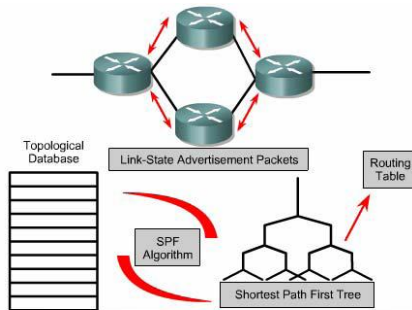 Link-State Advertisement Packets
Topological
Database
Routing
Table
SPF
Algorithm
Shortest Path First Tree